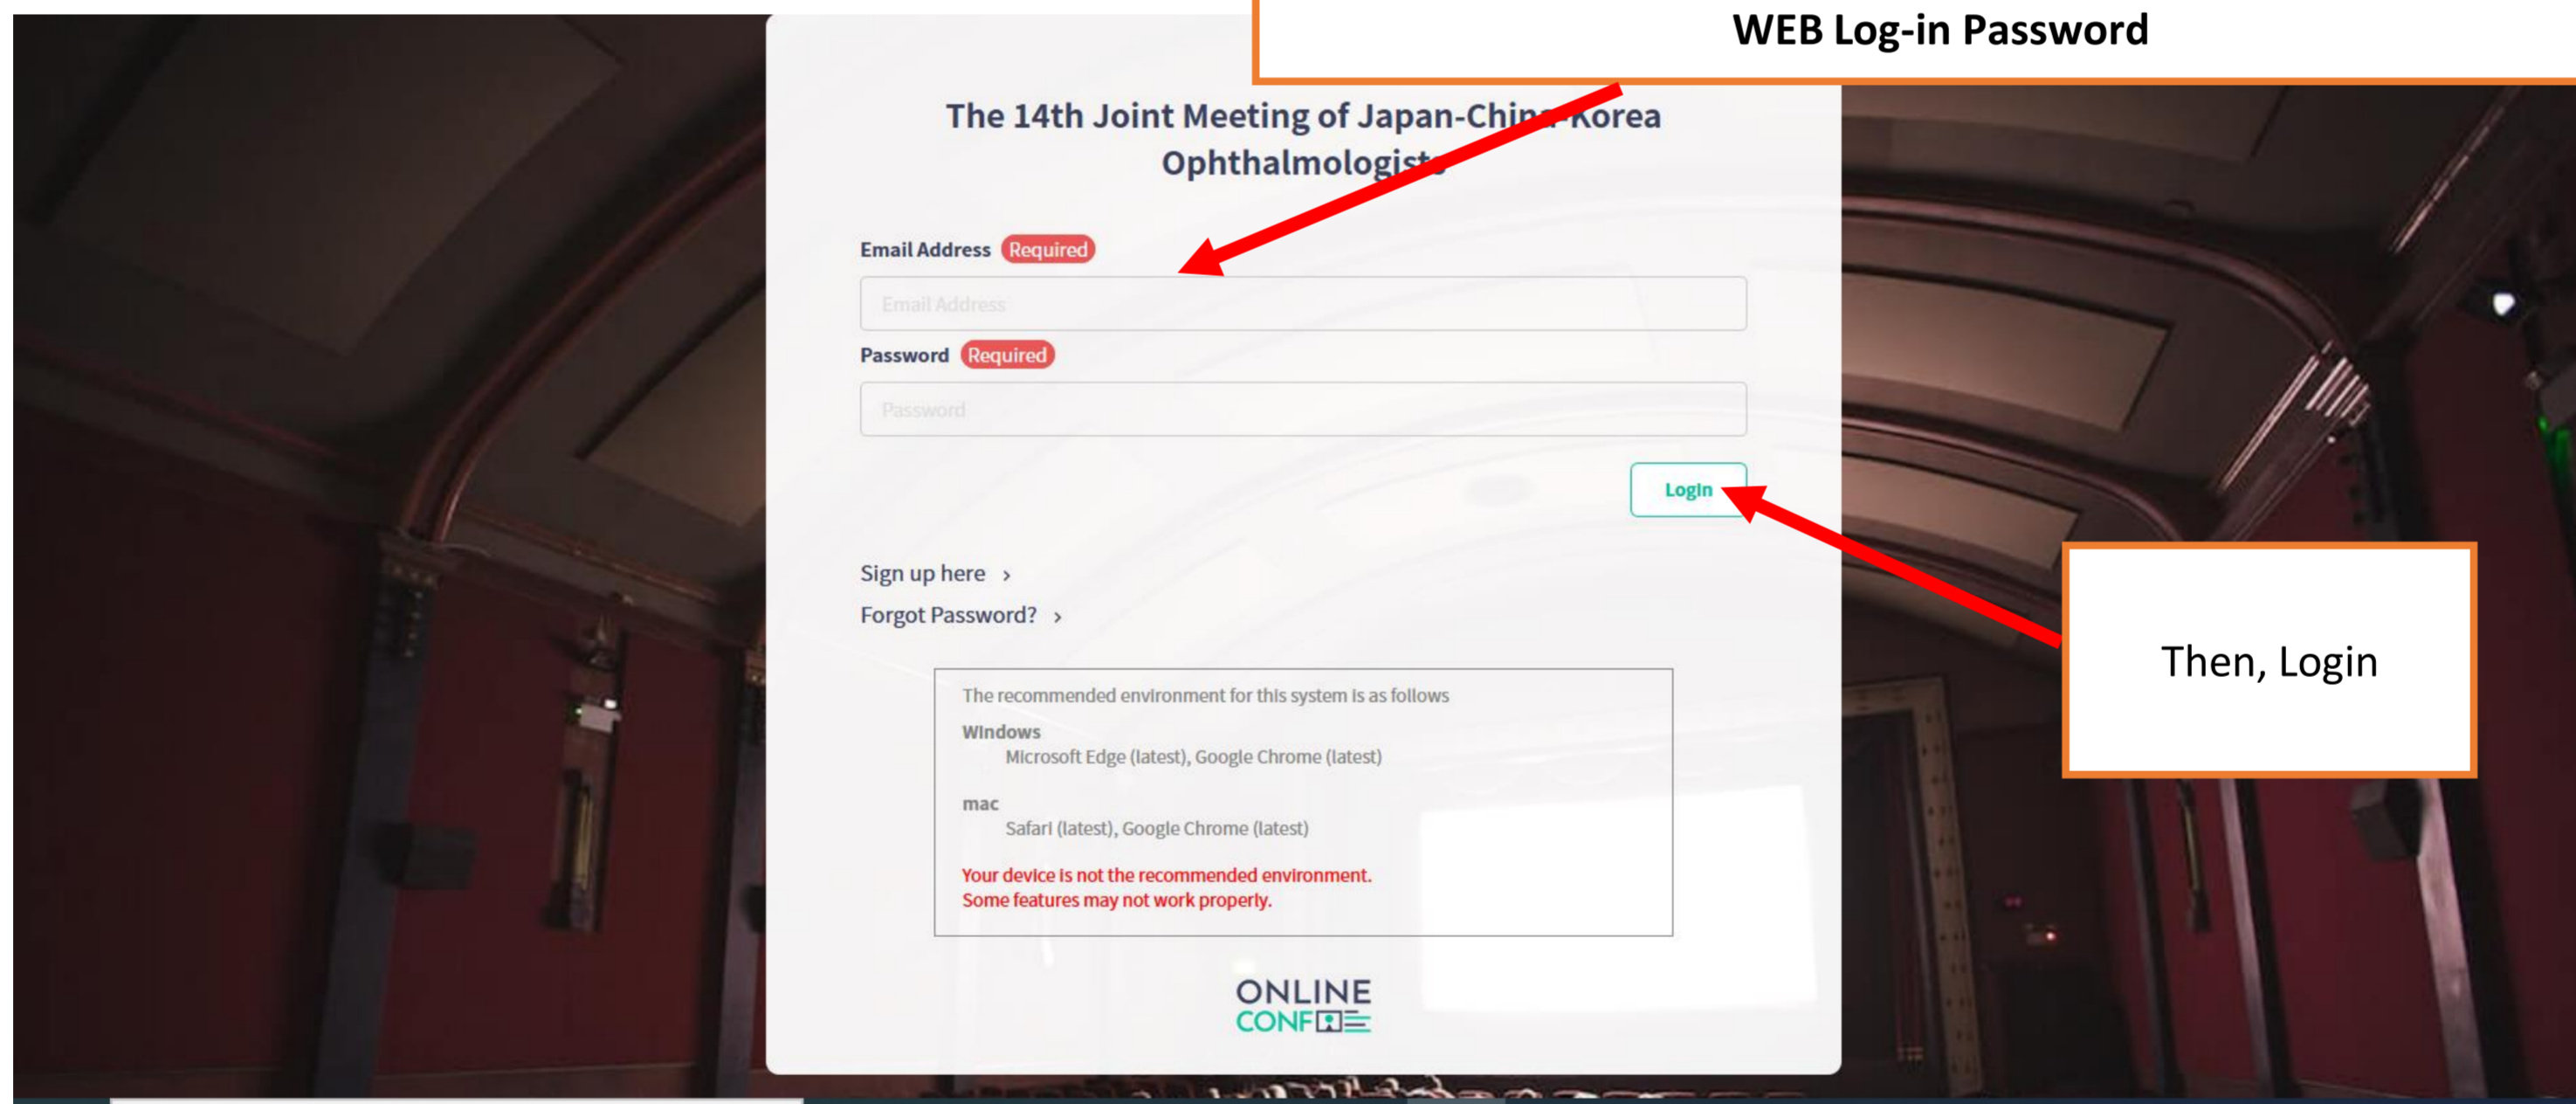 WEB Log-in Password
The 14th Joint Meeting of Japan-China-Korea
Ophthalmologists
Email Address Required
Email Address
Password Required
Password
Login
Sign up here >
Forgot Password? >
Then, Login
The recommended environment for this system is as follows
Windows
Microsoft Edge (latest), Google Chrome (latest)
mac
Safari (latest), Google Chrome (latest)
Your device is not the recommended environment.
Some features may not work properly.
ONLINE
CONF